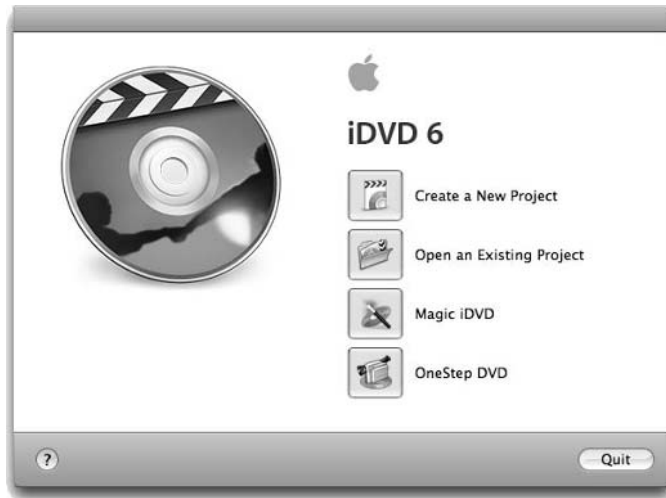 iDVD 6
Create a New Project
Open an Existing Project
Magic iDVD
OneStep DVD
?
Quit